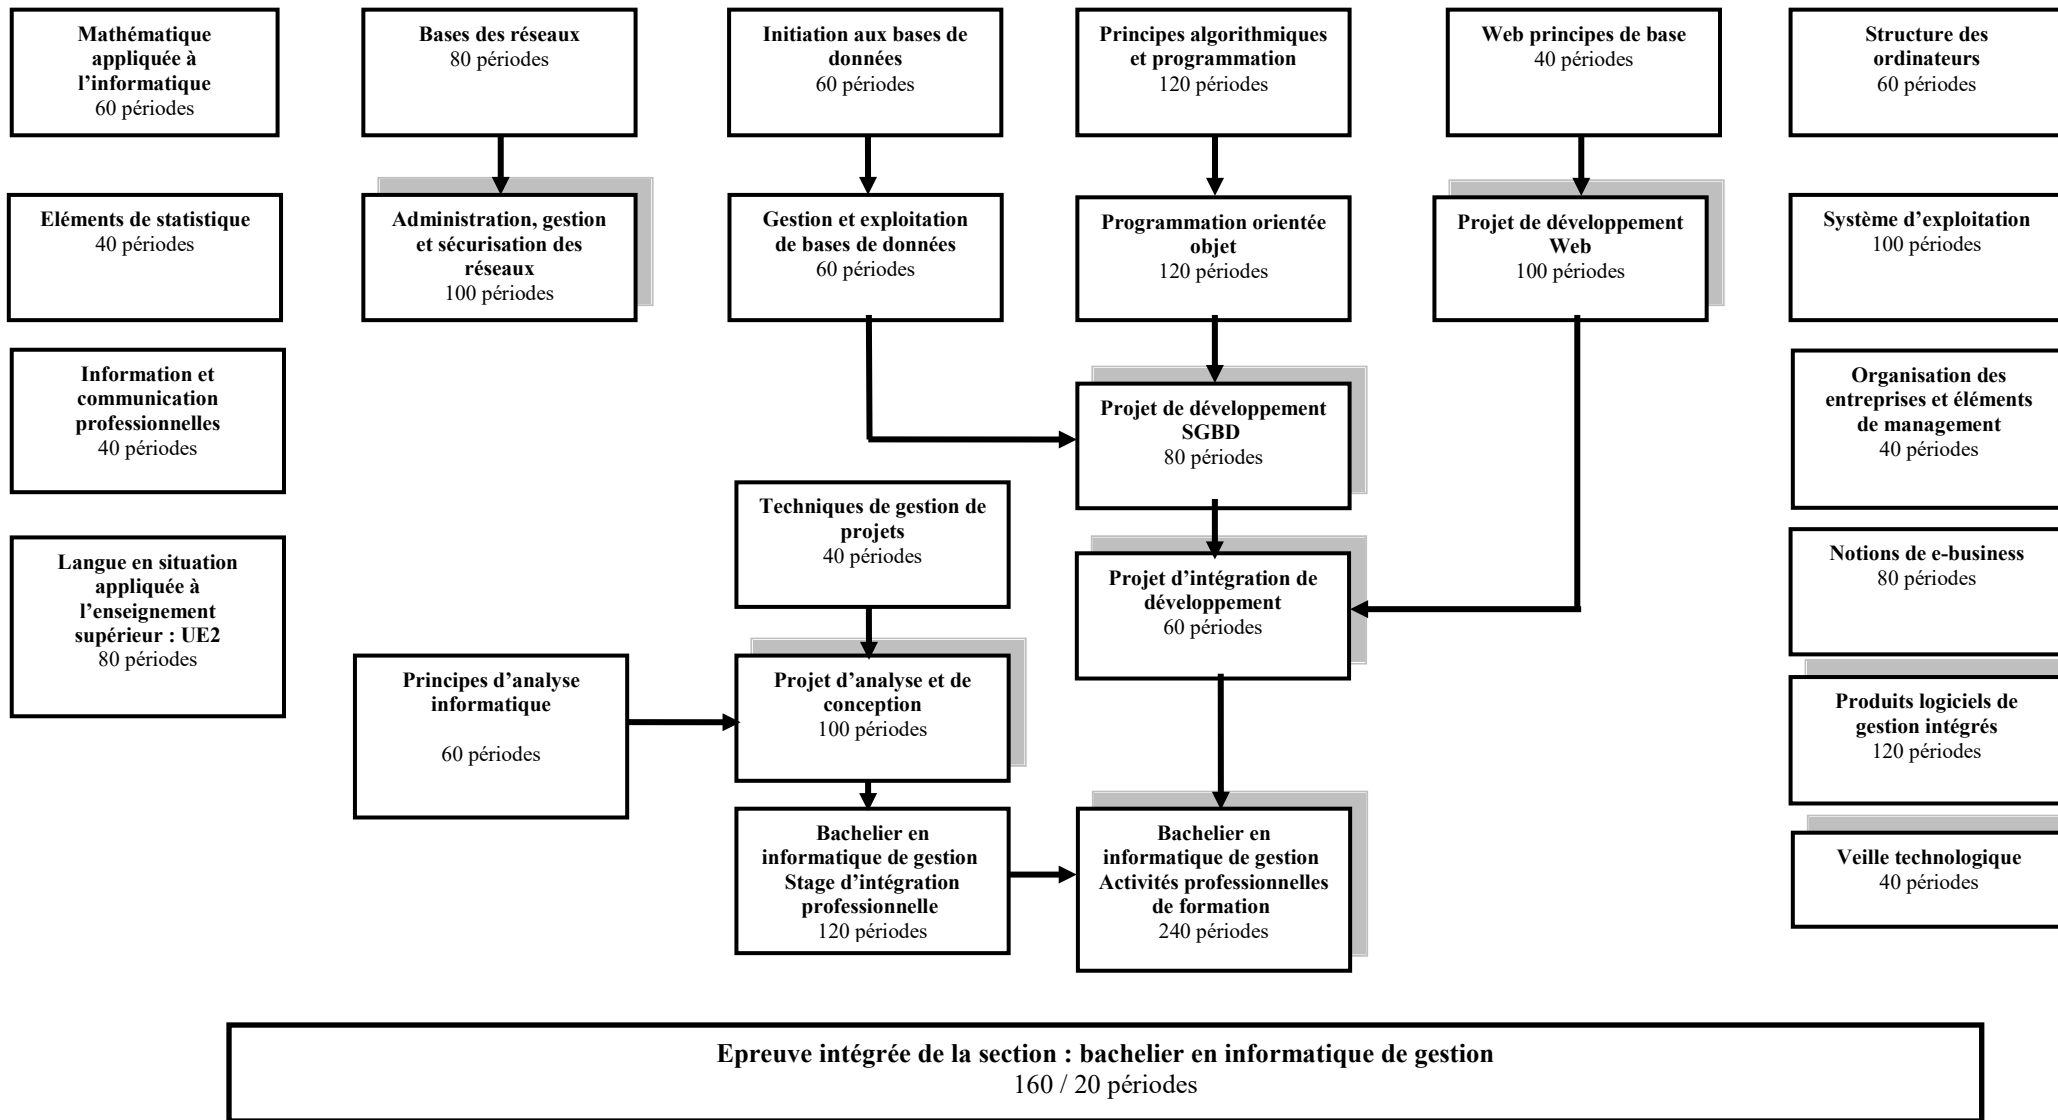 Mathématique
appliquée à
l’informatique
60 périodes
Bases des réseaux
80 périodes
Initiation aux bases de
données
60 périodes
Principes algorithmiques
et programmation
120 périodes
Web principes de base
40 périodes
Structure des
ordinateurs
60 périodes
Eléments de statistique
40 périodes
Administration, gestion
et sécurisation des
réseaux
100 périodes
Gestion et exploitation
de bases de données
60 périodes
Programmation orientée
objet
120 périodes
Projet de développement
Web
100 périodes
Système d’exploitation
100 périodes
Information et
communication
professionnelles
40 périodes
Projet de développement
SGBD
80 périodes
Organisation des
entreprises et éléments
de management
40 périodes
Langue en situation
appliquée à
l’enseignement
supérieur : UE2
80 périodes
Techniques de gestion de
projets
40 périodes
Projet d’intégration de
développement
60 périodes
Notions de e-business
80 périodes
Principes d’analyse
informatique
60 périodes
Projet d’analyse et de
conception
100 périodes
Produits logiciels de
gestion intégrés
120 périodes
Bachelier en
informatique de gestion
Stage d’intégration
professionnelle
120 périodes
Bachelier en
informatique de gestion
Activités professionnelles
de formation
240 périodes
Veille technologique
40 périodes
Epreuve intégrée de la section : bachelier en informatique de gestion
160 / 20 périodes